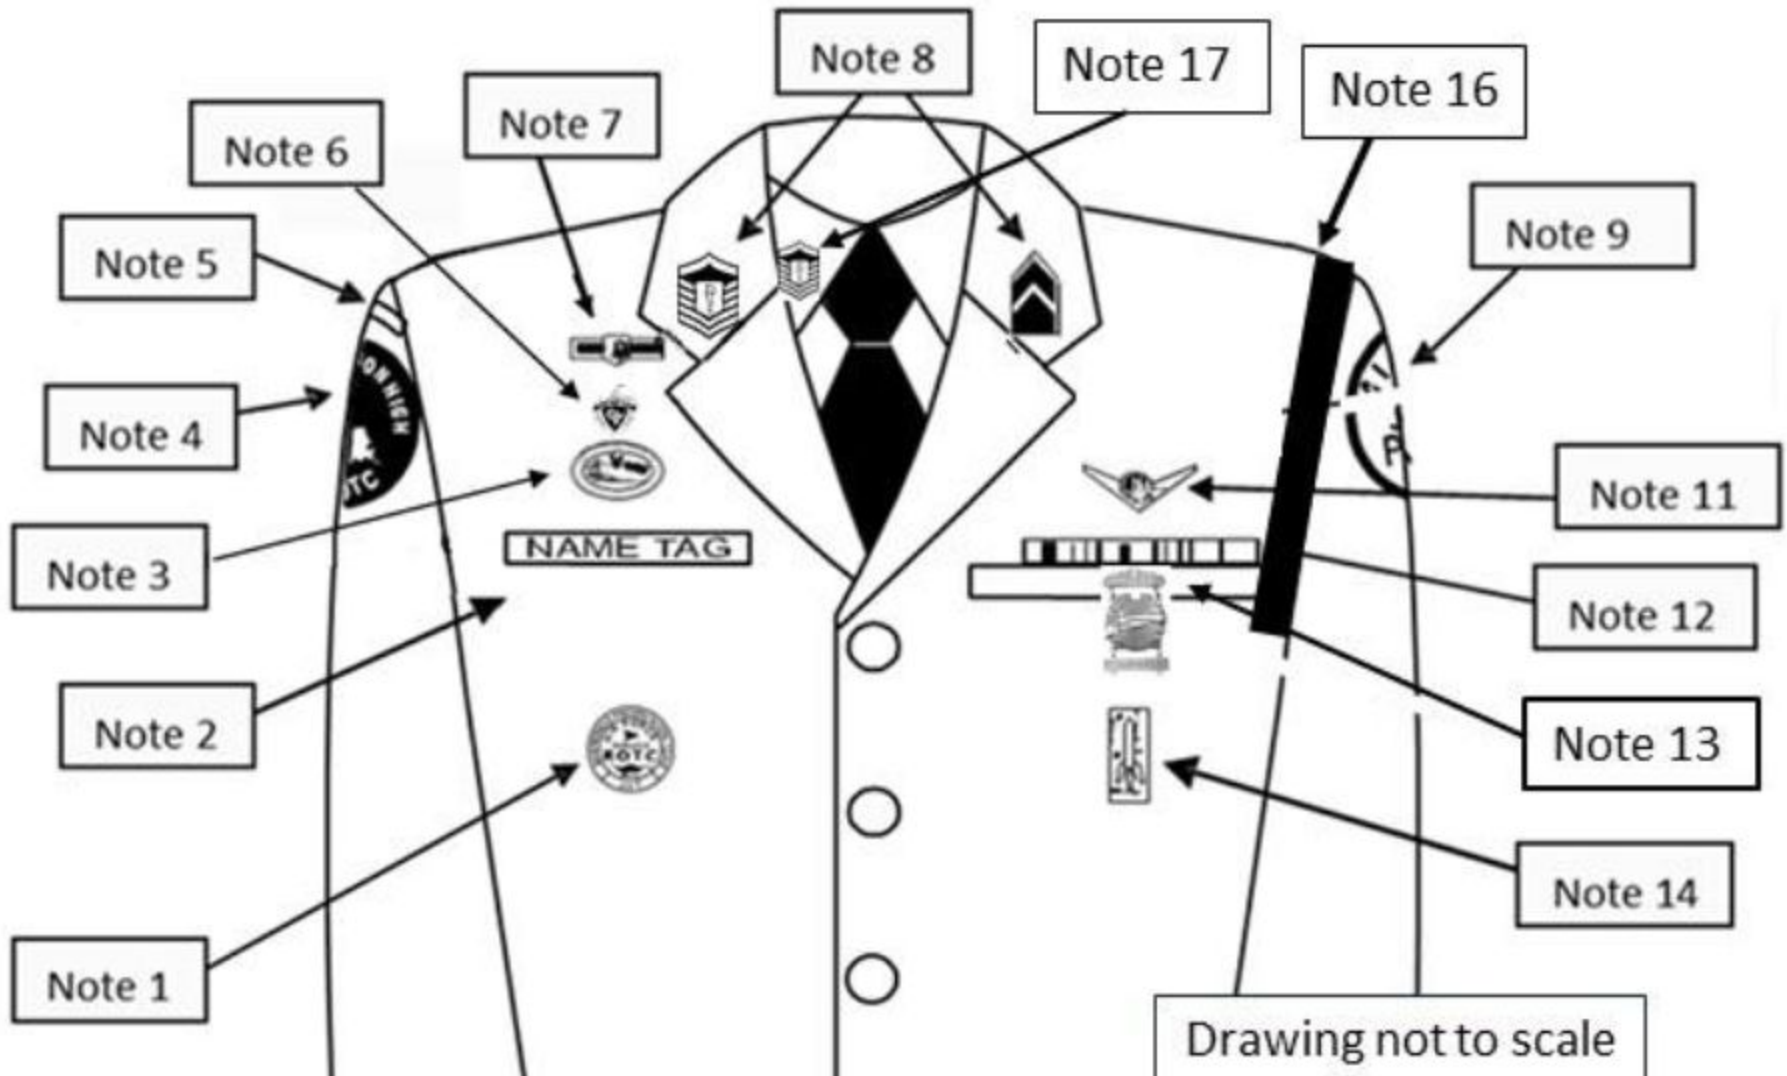 Note 8
Note 17
Note 16
Note 7
Note 6
Note 9
Note 5
Note 4
Note 11
NAME TAG
Note 3
Note 12
Note 2
ROTC
Note 13
Note 14
Note 1
Drawing not to scale